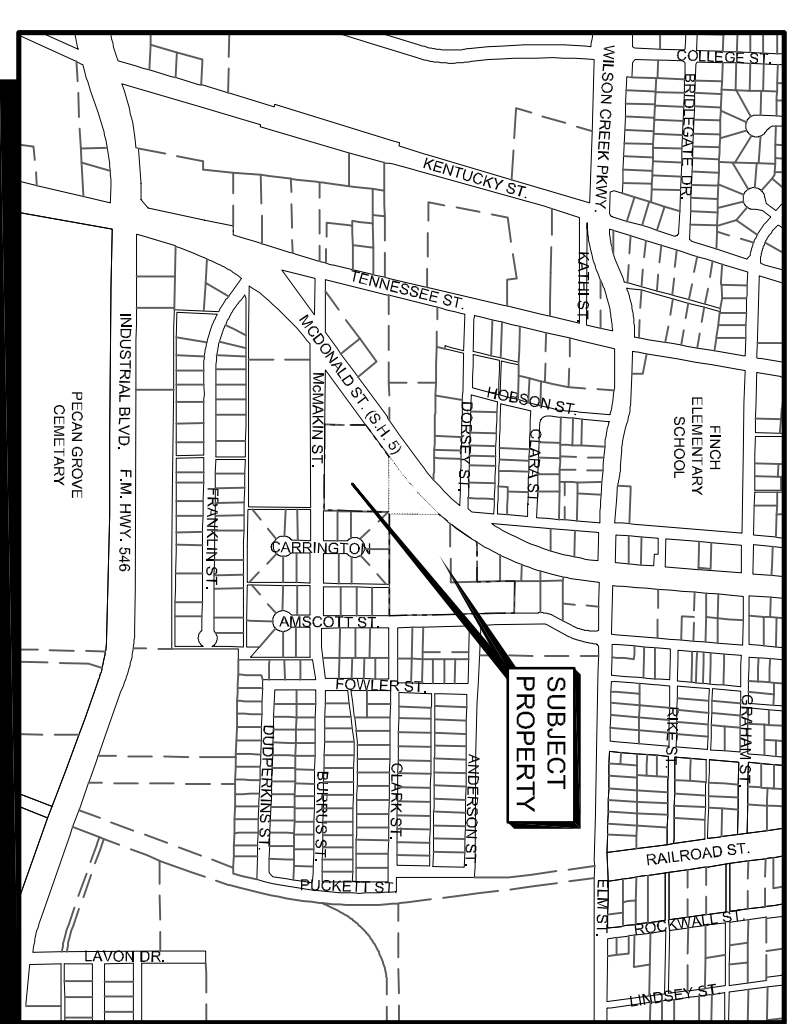 COLLEGE ST.
BRIDLEGATE DR.
WILSON CREEK PKWY.
KENTUCKY ST.
KATHI ST.
TENNESSEE ST.
MCDONALD ST. (S.H. 5)
McMAKIN ST.
HOBSON ST.
DORSEY ST.
CLARA ST.
FINCH
ELEMENTARY
SCHOOL
INDUSTRIAL BLVD. F.M. HWY. 546
PECAN GROVE
CEMETARY
FRANKLIN ST.
CARRINGTON
AMSCOTT ST.
FOWLER ST.
SUBJECT
PROPERTY
DUDPERKINS ST.
BURRUS ST.
CLARK ST.
ANDERSON ST.
RIKE ST.
GRAHAM ST.
RAILROAD ST.
PUCKETT ST.
ELM ST.
ROCKWALL ST.
LAVON DR.
LINDSEY ST.